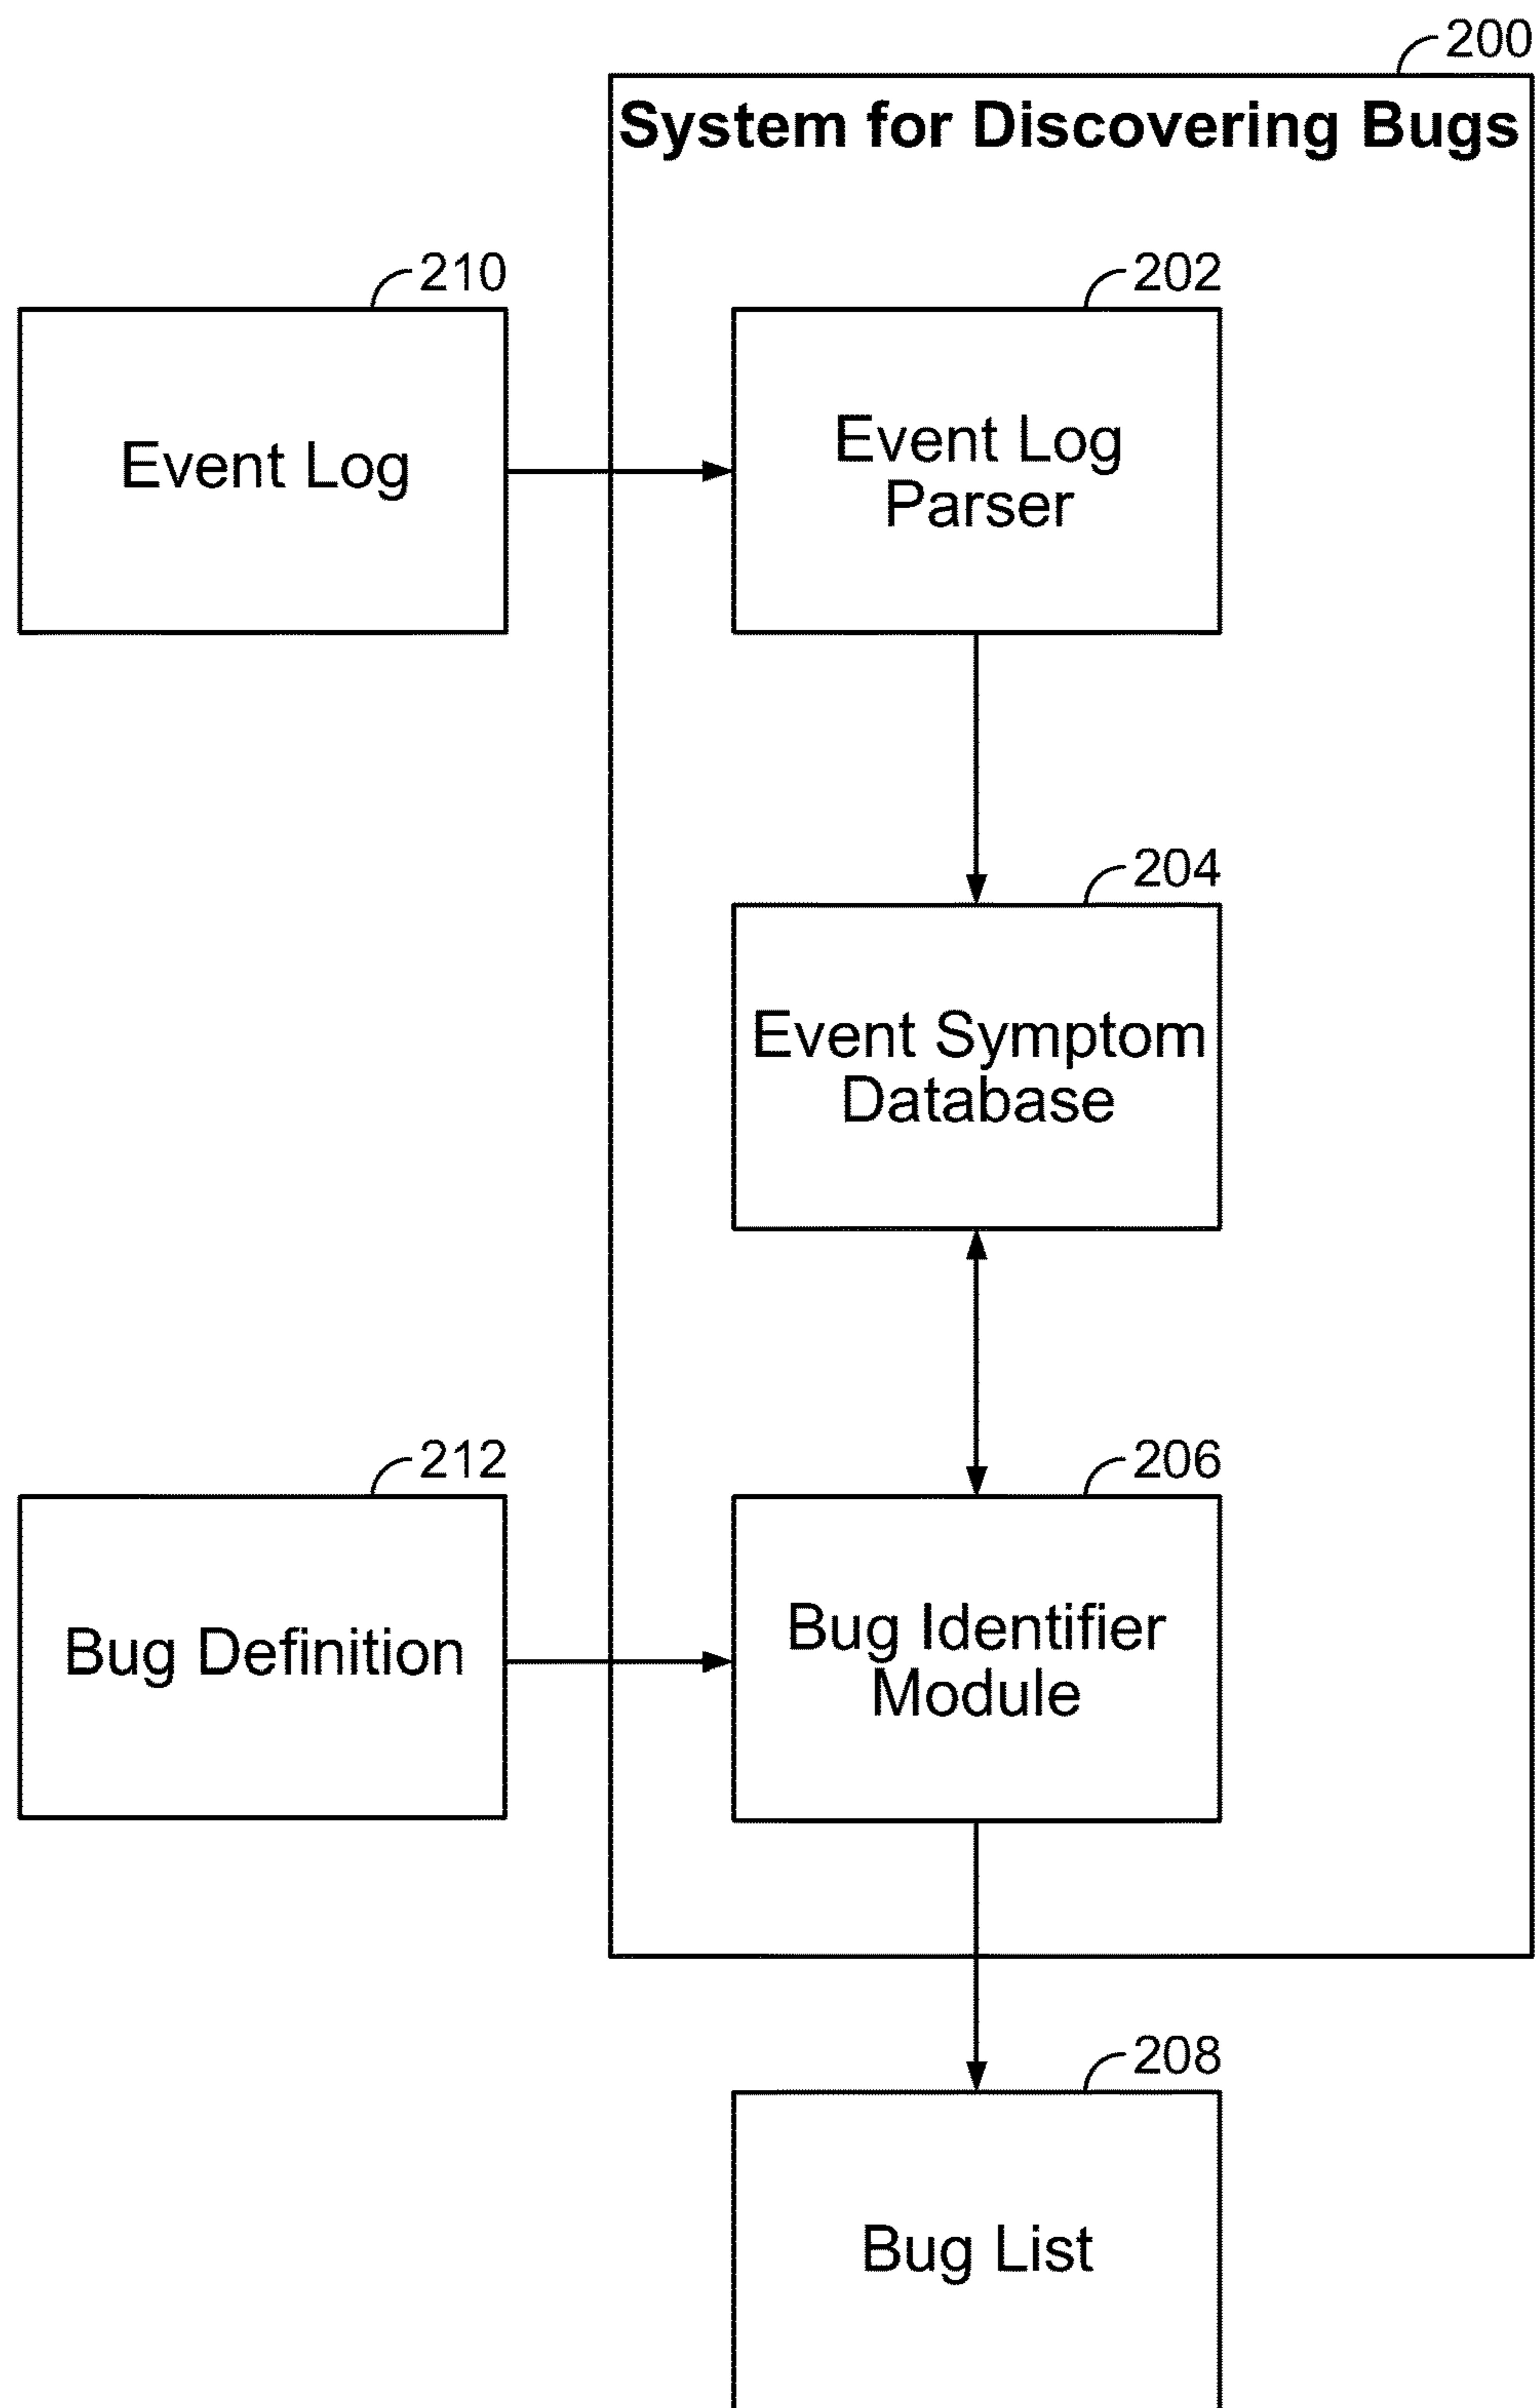 200
System for Discovering Bugs
210
202
Event Log
Event Log
Parser
204
Event Symptom
Database
212
206
Bug Definition
Bug Identifier
Module
208
Bug List